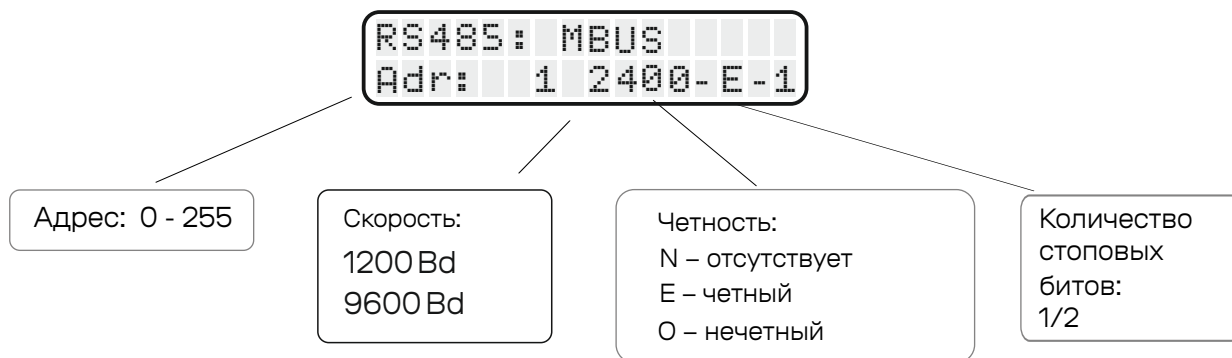 RS485: MBUS
Adr: 1 2400-E-1
Адрес: 0 - 255
Скорость:
1200 Bd
9600 Bd
Четность:
N – отсутствует
E – четный
O – нечетный
Количество
стоповых
битов:
1/2